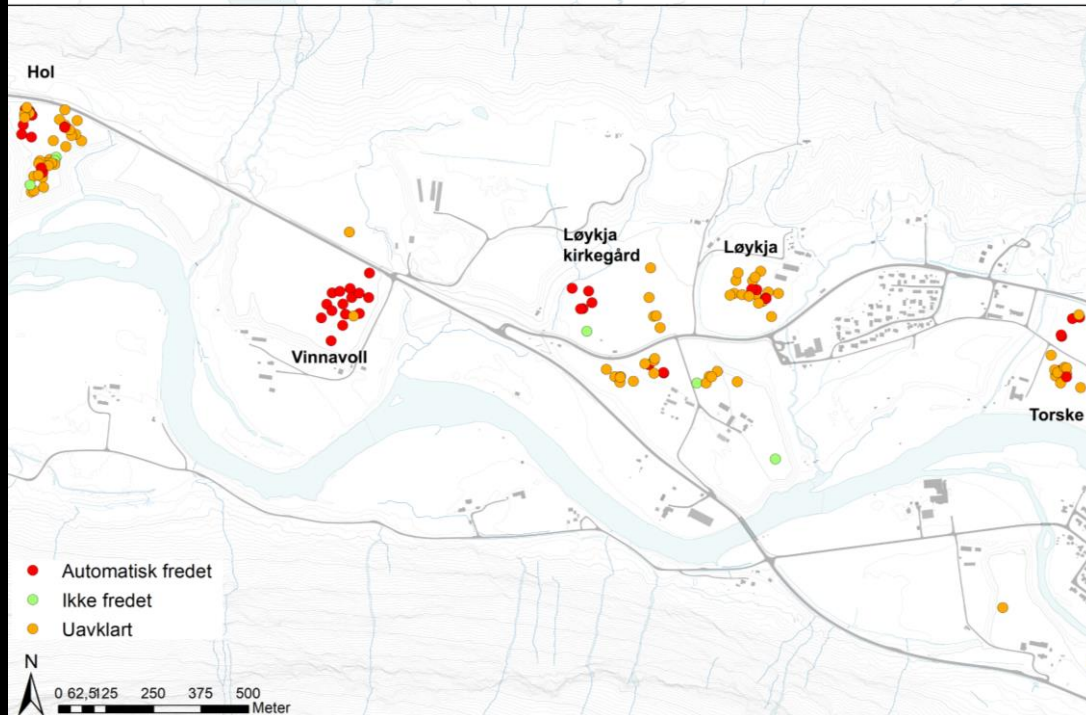 Hol
Løykja
kirkegård
Løykja
Vinnavoll
Torske
Automatisk fredet
Ikke fredet
Uavklart
N
0 62,5125 250 375 500
Meter